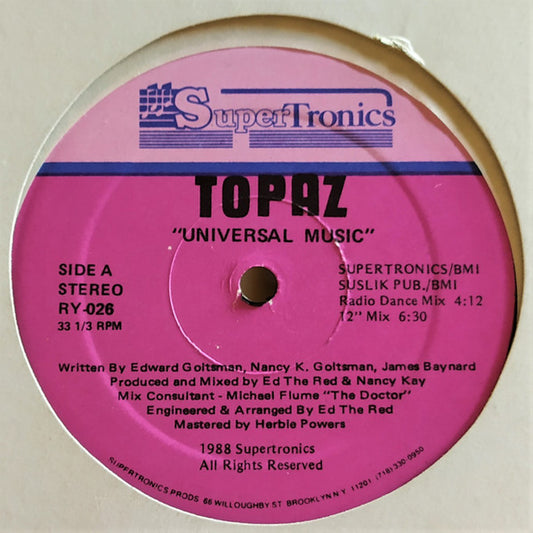 SuperTronics
TOPAZ
"UNIVERSAL MUSIC"
SIDE A
STEREO
RY-026
33 1/3 RPM
SUPERTRONICS/BMI
SUSLIK PUB./BMI
Radio Dance Mix 4:12
12" Mix 6:30
Written By Edward Goltsman, Nancy K. Goltsman, James Baynard
Produced and Mixed by Ed The Red & Nancy Kay
Mix Consultant - Michael Flume "The Doctor"
Engineered & Arranged By Ed The Red
Mastered by Herbie Powers
1988 Supertronics
All Rights Reserved
SUPERTRONICS PRODS 66 WILLOUGHBY ST BROOKLYN N Y 11201 (718) 330 0950